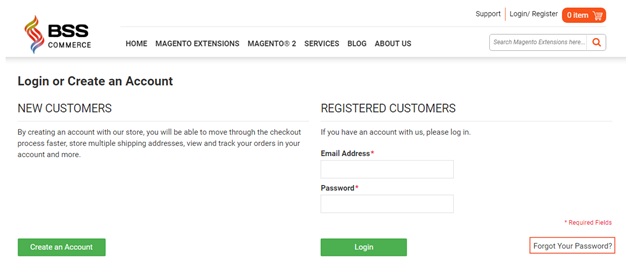 Support
Login/ Register
0 item
BSS
COMMERCE
HOME MAGENTO EXTENSIONS MAGENTO® 2 SERVICES BLOG ABOUT US
Search Magento Extensions here...
Login or Create an Account
NEW CUSTOMERS
By creating an account with our store, you will be able to move through the checkout
process faster, store multiple shipping addresses, view and track your orders in your
account and more.
Create an Account
REGISTERED CUSTOMERS
If you have an account with us, please log in.
Email Address*
Password*
* Required Fields
Login
Forgot Your Password?